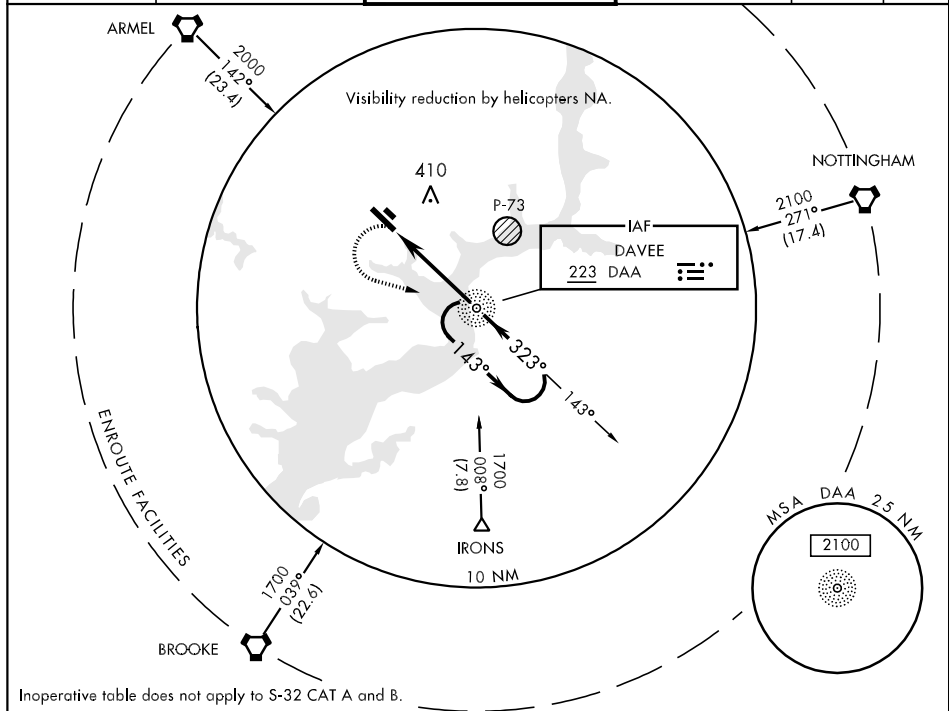 ARMEL
2000
142°
(23.4)
Visibility reduction by helicopters NA.
NOTTINGHAM
2100
271°
(17.4)
410
P-73
IAF
DAVEE
223 DAA
323°
143°
143°
1700
008°
(7.8)
IRONS
10 NM
ENROUTE FACILITIES
MSA DAA 25 NM
2100
1700
039°
(22.6)
BROOKE
Inoperative table does not apply to S-32 CAT A and B.